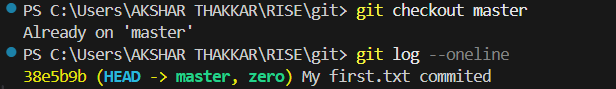 PS C:\Users\AKSHAR THAKKAR\RISE\git> git checkout master
Already on 'master'
PS C:\Users\AKSHAR THAKKAR\RISE\git> git log --oneline
38e5b9b (HEAD -> master, zero) My first.txt commited